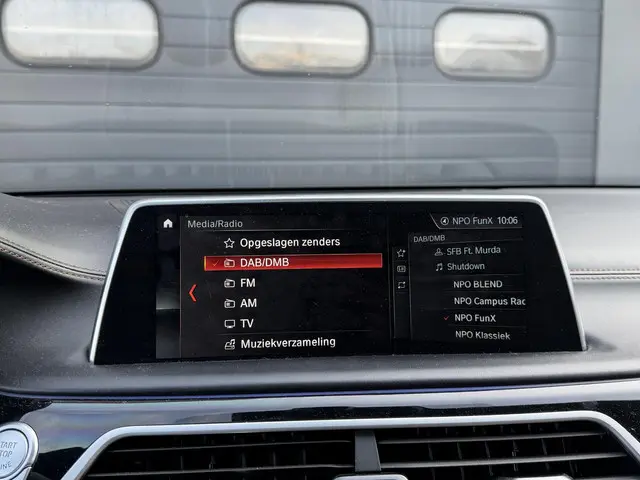 Media/Radio
NPO FunX 10:06
Opgeslagen zenders
DAB/DMB
FM
AM
TV
Muziekverzameling
DAB/DMB
SFB Ft. Murda
Shutdown
NPO BLEND
NPO Campus Rac
NPO FunX
NPO Klassiek
START
STOP